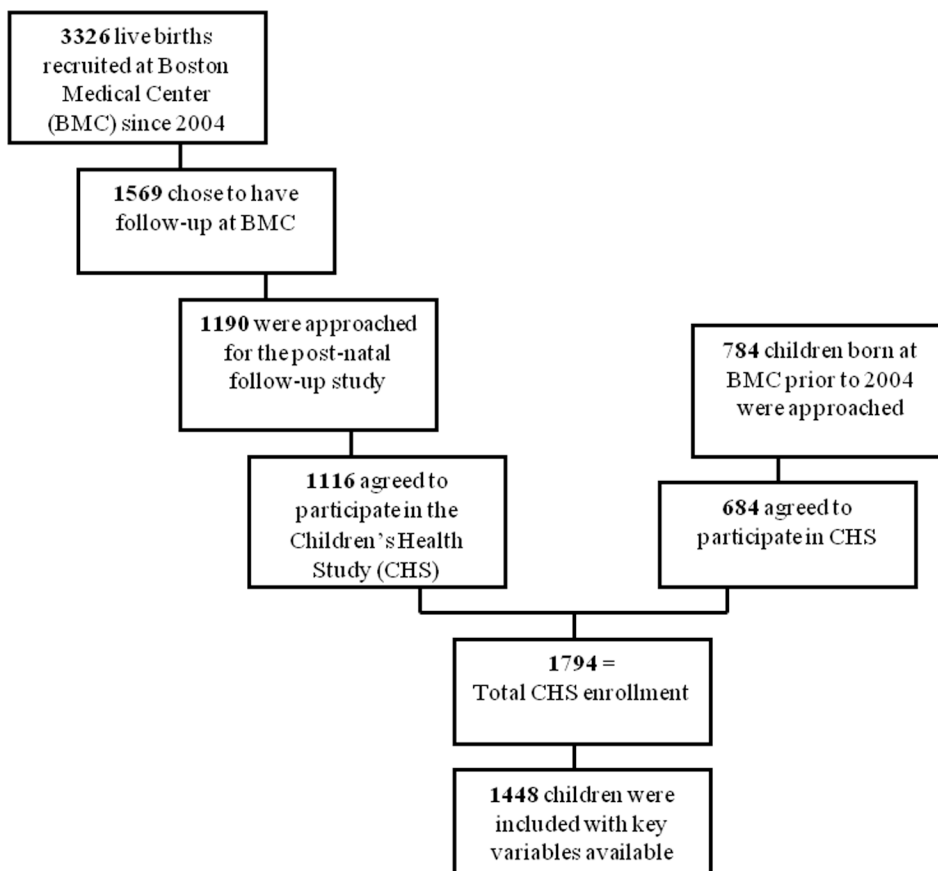 3326 live births
recruited at Boston
Medical Center
(BMC) since 2004
1569 chose to have
follow-up at BMC
1190 were approached
for the post-natal
follow-up study
784 children born at
BMC prior to 2004
were approached
1116 agreed to
participate in the
Children's Health
Study (CHS)
684 agreed to
participate in CHS
1794 =
Total CHS enrollment
1448 children were
included with key
variables available